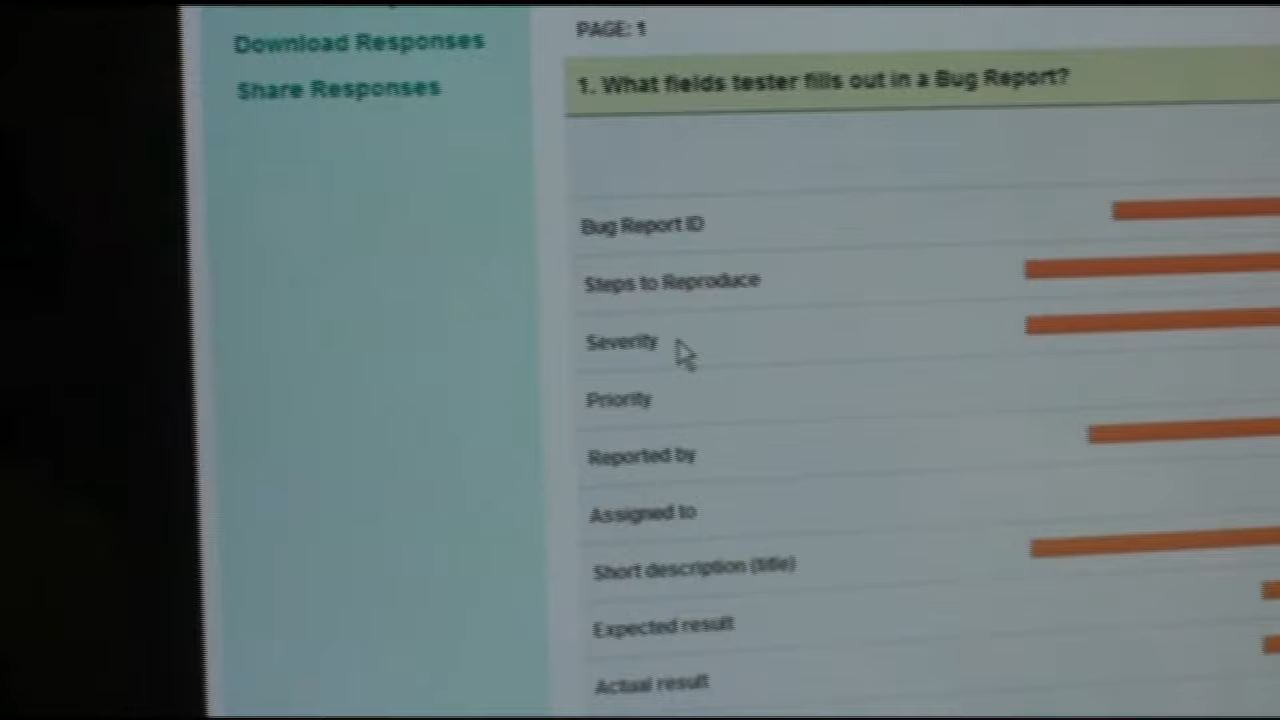 Download Responses
Share Responses
PAGE: 1
1. What fields tester fills out in a Bug Report?
Bug Report ID
Steps to Reproduce
Severity
Priority
Reported by
Assigned to
Short description (title)
Expected result
Actual result